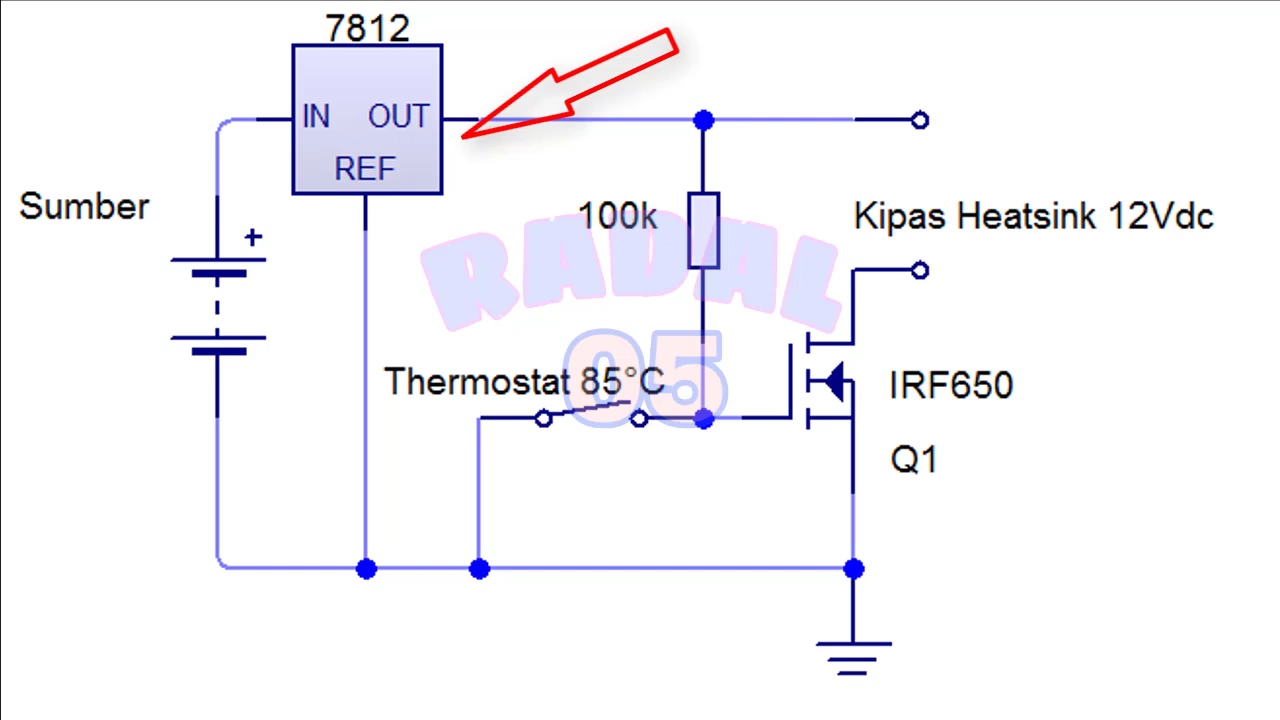 7812
IN OUT
REF
Sumber
+
100k
Kipas Heatsink 12Vdc
RADAL
05
Thermostat 85°C
IRF650
Q1